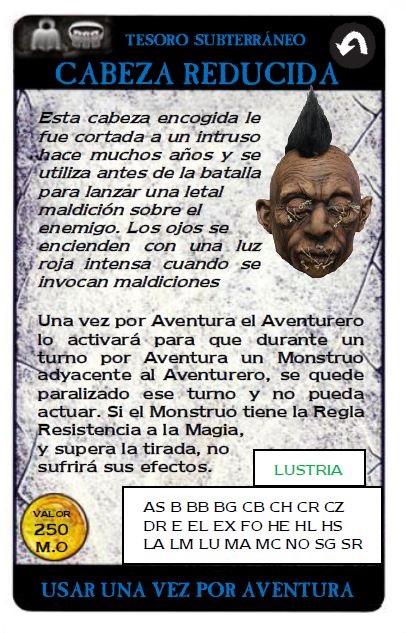 TESORO SUBTERRÁNEO
CABEZA REDUCIDA
Esta cabeza encogida le
fue cortada a un intruso
hace muchos años y se
utiliza antes de la batalla
para lanzar una letal
maldición sobre el
enemigo. Los ojos se
encienden con una luz
roja intensa cuando se
invocan maldiciones
Una vez por Aventura el Aventurero
lo activará para que durante un
turno por Aventura un Monstruo
adyacente al Aventurero, se quede
paralizado ese turno y no pueda
actuar. Si el Monstruo tiene la Regla
Resistencia a la Magia,
y supera la tirada, no
sufrirá sus efectos.
LUSTRIA
VALOR
250
M.O
AS B BB BG CB CH CR CZ
DR E EL EX FO HE HL HS
LA LM LU MA MC NO SG SR
USAR UNA VEZ POR AVENTURA